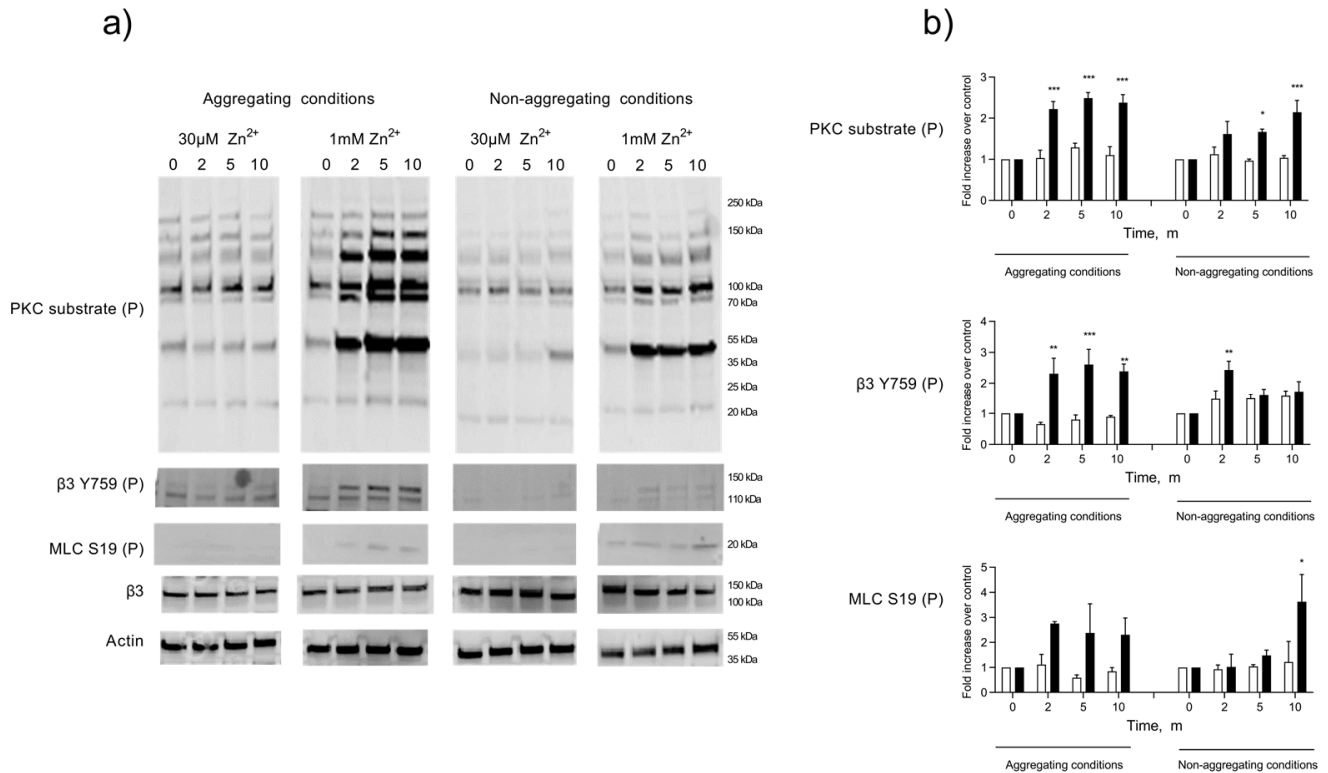 a)
Aggregating conditions
Non-aggregating conditions
30µM Zn²⁺
1mM Zn²⁺
30µM Zn²⁺
1mM Zn²⁺
0 2 5 10
0 2 5 10
0 2 5 10
0 2 5 10
PKC substrate (P)
250 kDa
150 kDa
100 kDa
70 kDa
55 kDa
35 kDa
25 kDa
20 kDa
β3 Y759 (P)
150 kDa
110 kDa
MLC S19 (P)
20 kDa
β3
150 kDa
100 kDa
Actin
55 kDa
35 kDa
b)
PKC substrate (P)
Fold increase over control
3
2
1
0
***
***
***
*
***
0 2 5 10 0 2 5 10
Time, m
Aggregating conditions
Non-aggregating conditions
β3 Y759 (P)
Fold increase over control
4
3
2
1
0
**
***
**
**
0 2 5 10 0 2 5 10
Time, m
Aggregating conditions
Non-aggregating conditions
MLC S19 (P)
Fold increase over control
5
4
3
2
1
0
*
0 2 5 10 0 2 5 10
Time, m
Aggregating conditions
Non-aggregating conditions